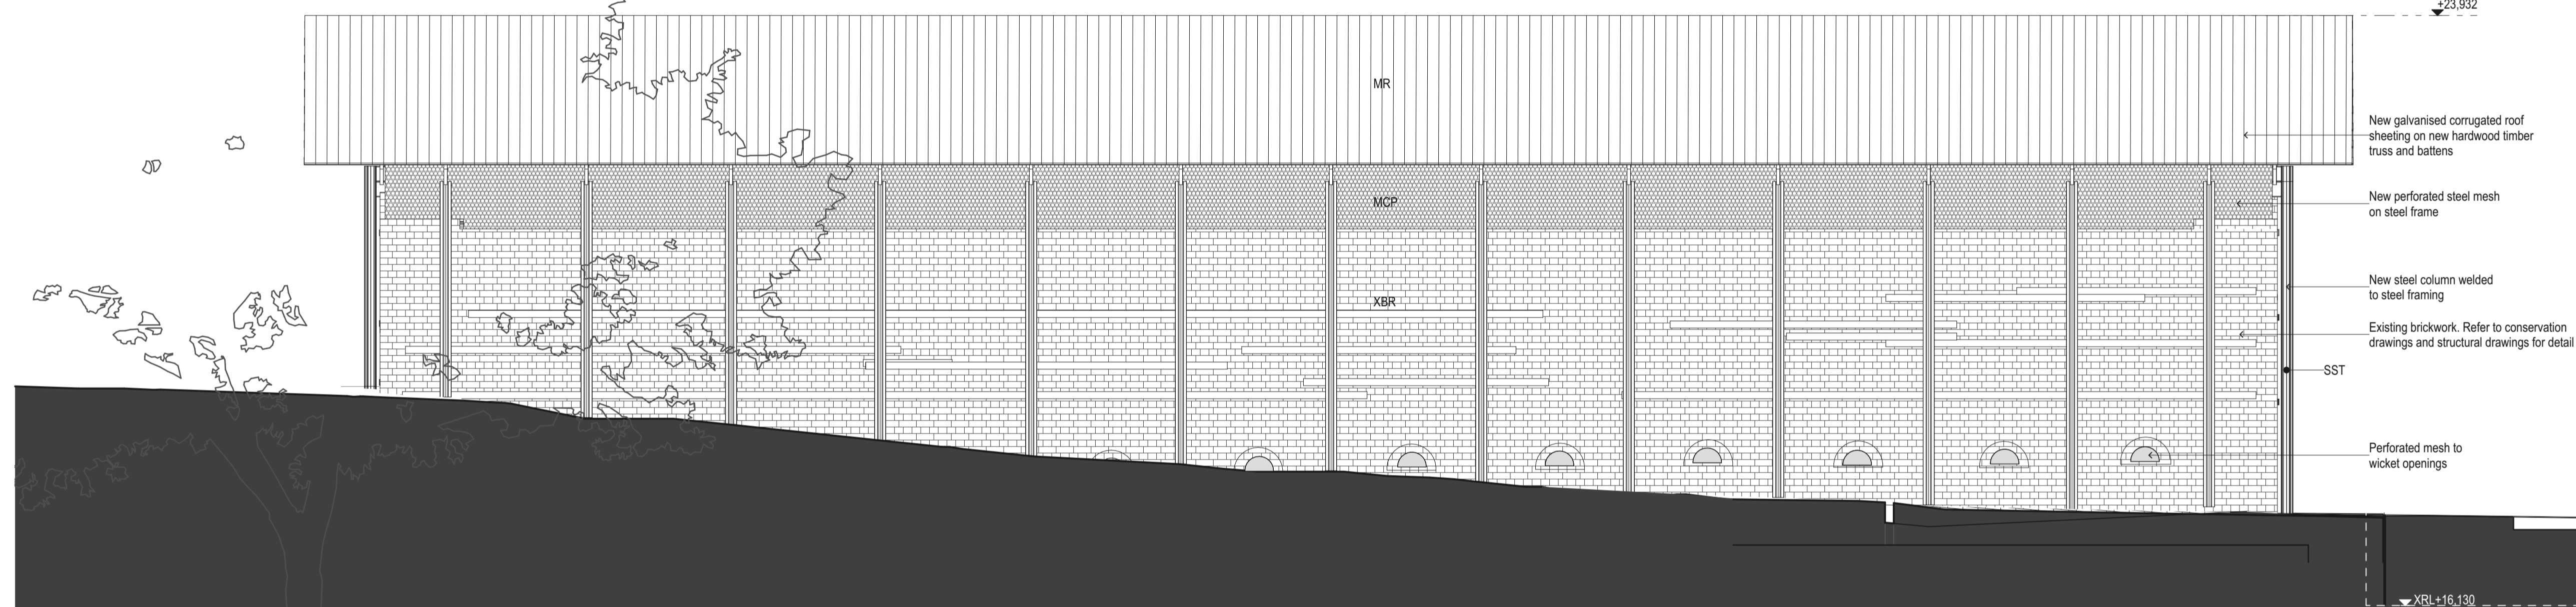 +23,932
MR
New galvanised corrugated roof
sheeting on new hardwood timber
truss and battens
MCP
New perforated steel mesh
on steel frame
XBR
New steel column welded
to steel framing
Existing brickwork. Refer to conservation
drawings and structural drawings for detail
SST
Perforated mesh to
wicket openings
XRL+16,130